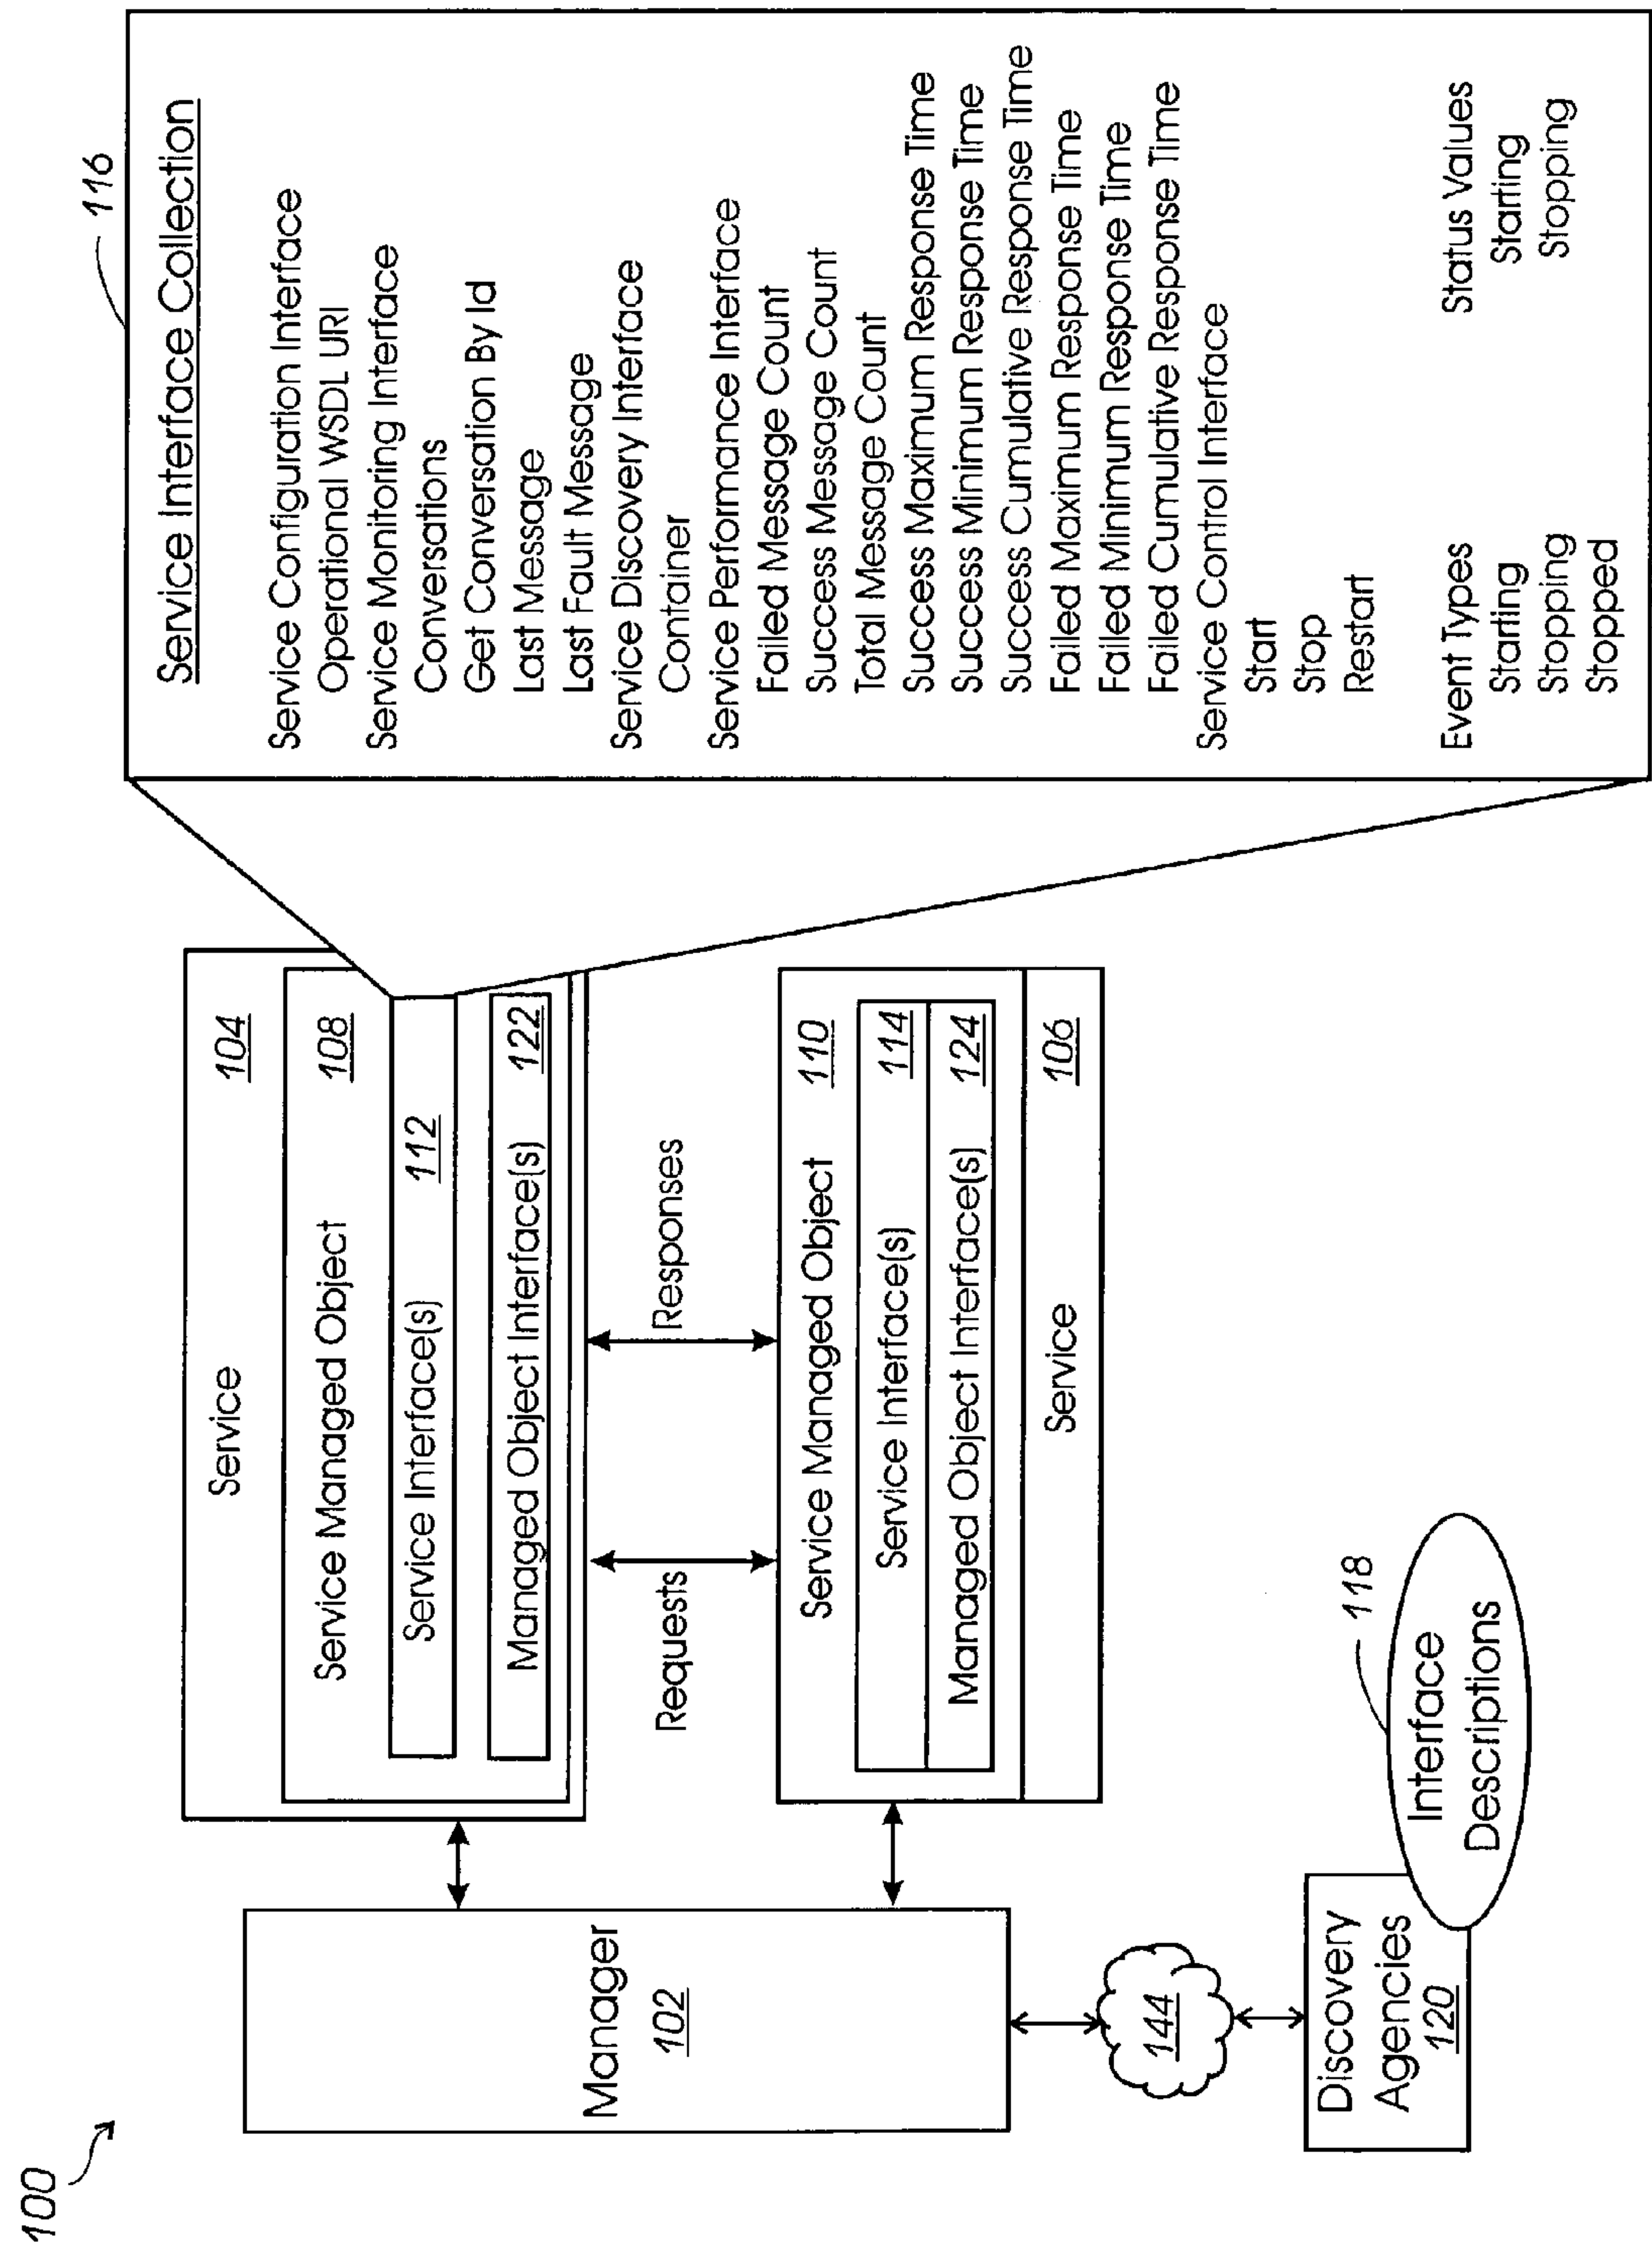 100
Manager
102
144
Discovery
Agencies
120
118
Interface
Descriptions
Service
104
Service Managed Object
108
Service Interface(s)
112
Managed Object Interface(s)
122
Requests
Responses
Service Managed Object
110
Service Interface(s)
114
Managed Object Interface(s)
124
Service
106
116
Service Interface Collection
Service Configuration Interface
Operational WSDL URI
Service Monitoring Interface
Conversations
Get Conversation By Id
Last Message
Last Fault Message
Service Discovery Interface
Container
Service Performance Interface
Failed Message Count
Success Message Count
Total Message Count
Success Maximum Response Time
Success Minimum Response Time
Success Cumulative Response Time
Failed Maximum Response Time
Failed Minimum Response Time
Failed Cumulative Response Time
Service Control Interface
Start
Stop
Restart
Event Types Status Values
Starting Starting
Stopping Stopping
Stopped